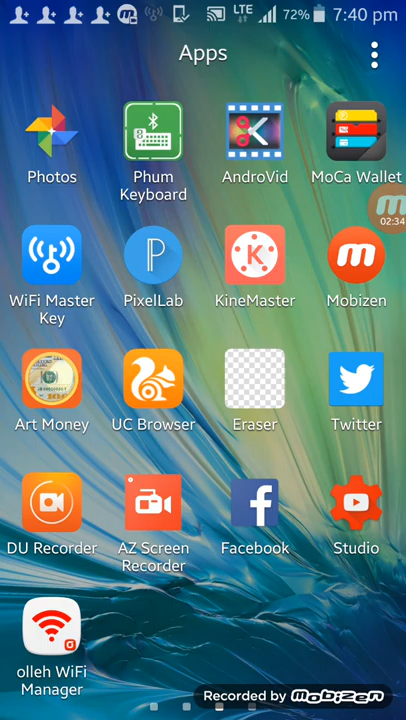 LTE 72% 7:40 pm
Apps
Photos
Phum
Keyboard
AndroVid
MoCa Wallet
02:34
WiFi Master
Key
PixelLab
KineMaster
Mobizen
Art Money
UC Browser
Eraser
Twitter
DU Recorder
AZ Screen
Recorder
Facebook
Studio
olleh WiFi
Manager
Recorded by mobizen